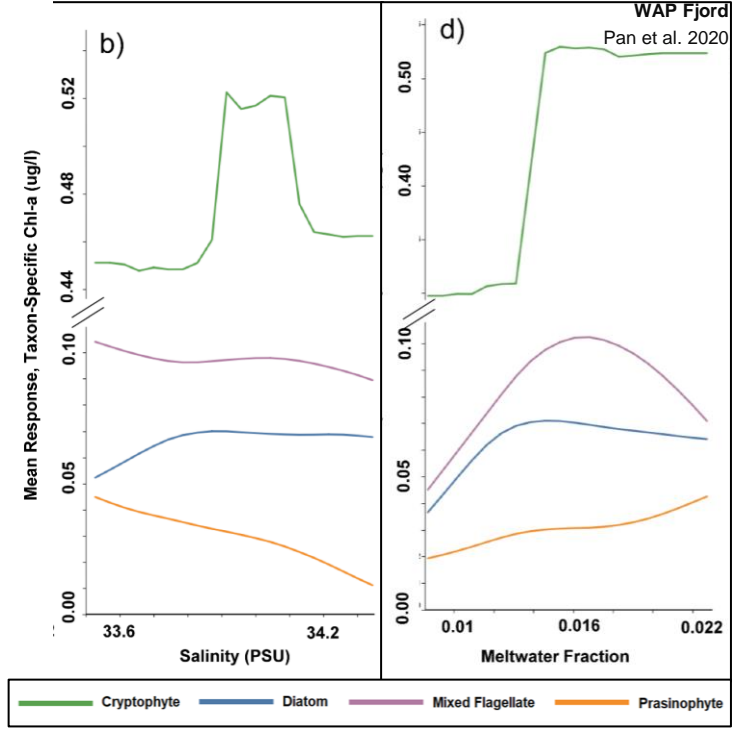 WAP Fjord
Pan et al. 2020
b)
d)
Mean Response, Taxon-Specific Chl-a (ug/l)
0.52
0.48
0.44
0.10
0.05
0.00
33.6
34.2
Salinity (PSU)
0.50
0.40
0.10
0.05
0.00
0.01
0.016
0.022
Meltwater Fraction
Cryptophyte
Diatom
Mixed Flagellate
Prasinophyte